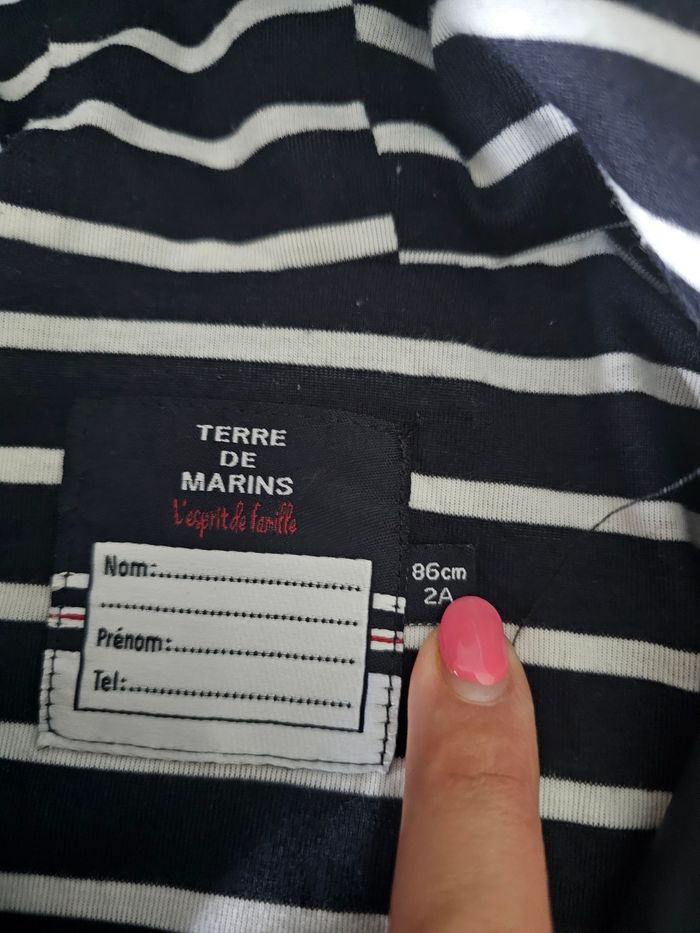 TERRE
DE
MARINS
L'esprit de famille
Nom:
Prénom:
Tel:
86cm
2A